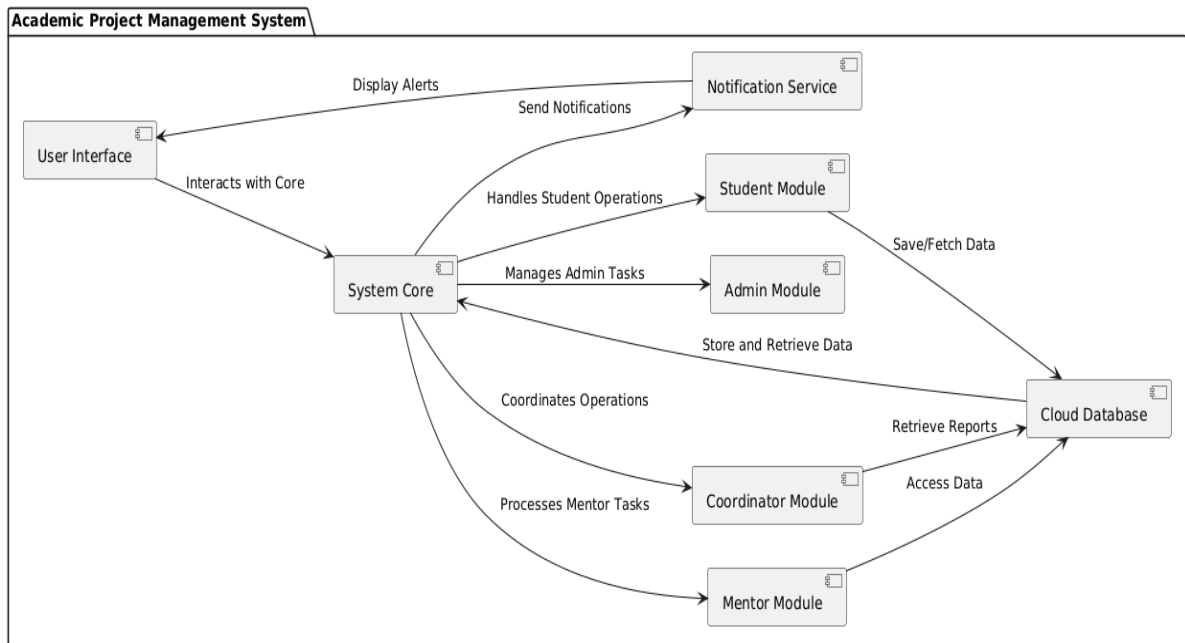 Academic Project Management System
Display Alerts
Notification Service
Send Notifications
User Interface
Interacts with Core
Student Module
Handles Student Operations
Save/Fetch Data
Manages Admin Tasks
System Core
Admin Module
Store and Retrieve Data
Coordinates Operations
Cloud Database
Retrieve Reports
Access Data
Coordinator Module
Processes Mentor Tasks
Mentor Module